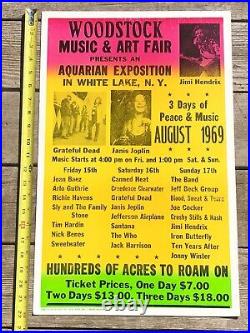 WOODSTOCK
MUSIC & ART FAIR
PRESENTS AN
AQUARIAN EXPOSITION
IN WHITE LAKE, N.Y.
Jimi Hendrix
3 Days of
Peace & Music
AUGUST 1969
Grateful Dead
Janis Joplin
Music Starts at 4:00 pm on Fri. and 1:00 pm Sat. & Sun.
Friday 15th
Joan Baez
Arlo Guthrie
Richie Havens
Sly and The Family
Stone
Tim Hardin
Nick Benes
Sweetwater
Saturday 16th
Canned Heat
Creedence Clearwater
Grateful Dead
Janis Joplin
Jefferson Airplane
Santana
The Who
Jack Harrison
Sunday 17th
The Band
Jeff Beck Group
Blood, Sweat & Tears
Joe Cocker
Crosby Stills & Nash
Jimi Hendrix
Iron Butterfly
Ten Years After
Jonny Winter
HUNDREDS OF ACRES TO ROAM ON
Ticket Prices, One Day $7.00
Two Days $13.00, Three Days $18.00